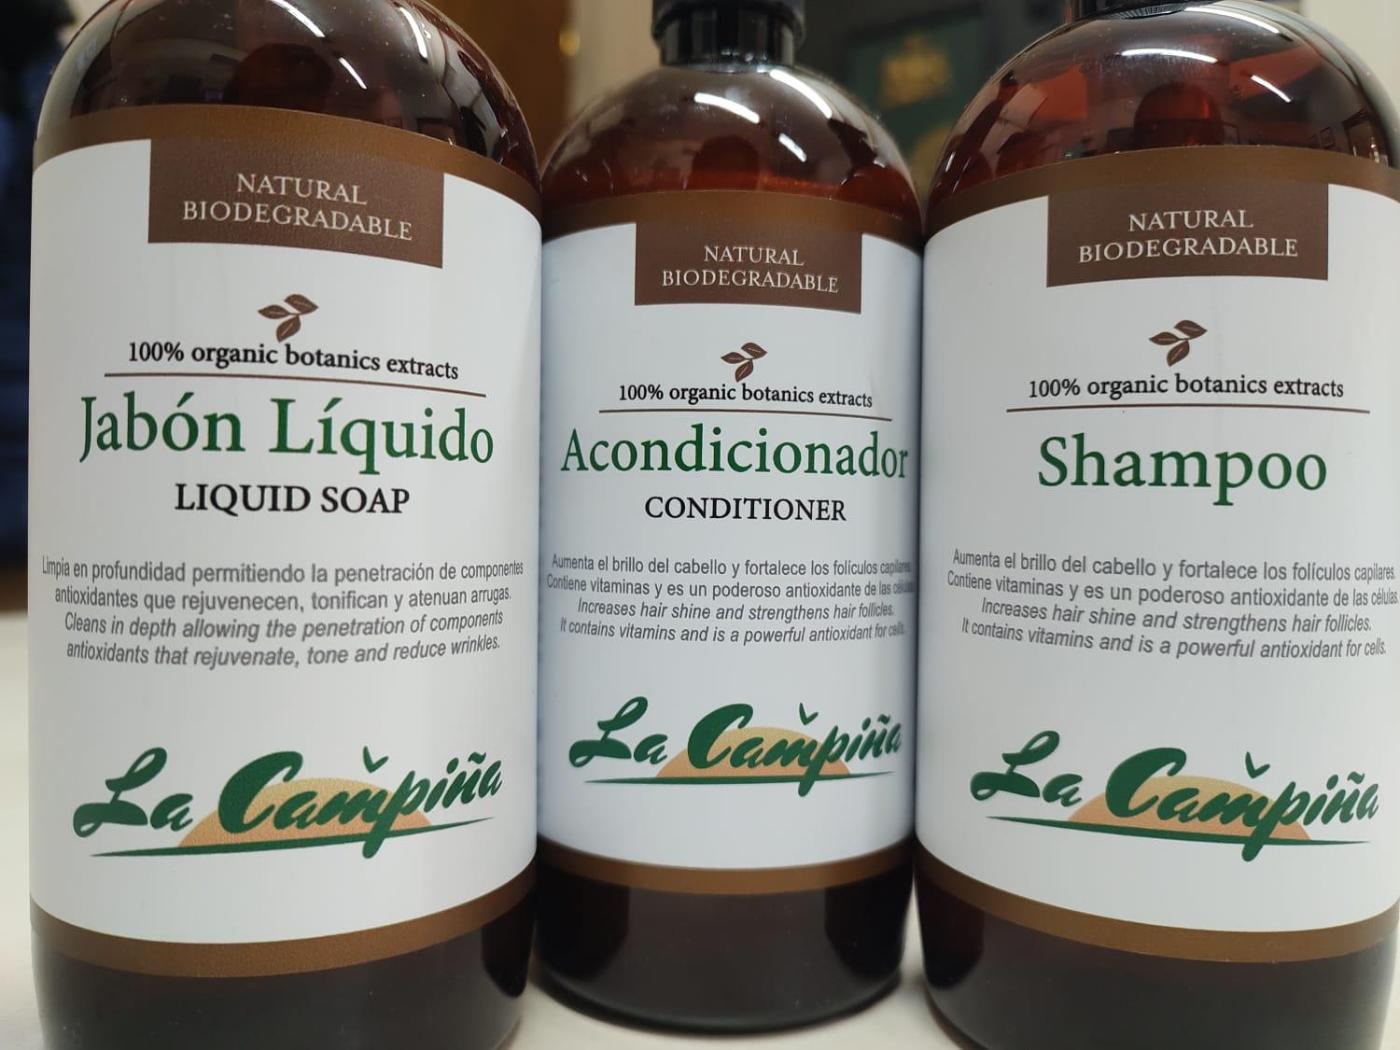 NATURAL
BIODEGRADABLE
100% organic botanics extracts
Jabón Líquido
LIQUID SOAP
Limpia en profundidad permitiendo la penetración de componentes
antioxidantes que rejuvenecen, tonifican y atenuan arrugas.
Cleans in depth allowing the penetration of components
antioxidants that rejuvenate, tone and reduce wrinkles.
La Campiña
NATURAL
BIODEGRADABLE
100% organic botanics extracts
Acondicionador
CONDITIONER
Aumenta el brillo del cabello y fortalece los folículos capilares.
Contiene vitaminas y es un poderoso antioxidante de las células.
Increases hair shine and strengthens hair follicles.
It contains vitamins and is a powerful antioxidant for cells.
La Campiña
NATURAL
BIODEGRADABLE
100% organic botanics extracts
Shampoo
Aumenta el brillo del cabello y fortalece los folículos capilares.
Contiene vitaminas y es un poderoso antioxidante de las células.
Increases hair shine and strengthens hair follicles.
It contains vitamins and is a powerful antioxidant for cells.
La Campiña